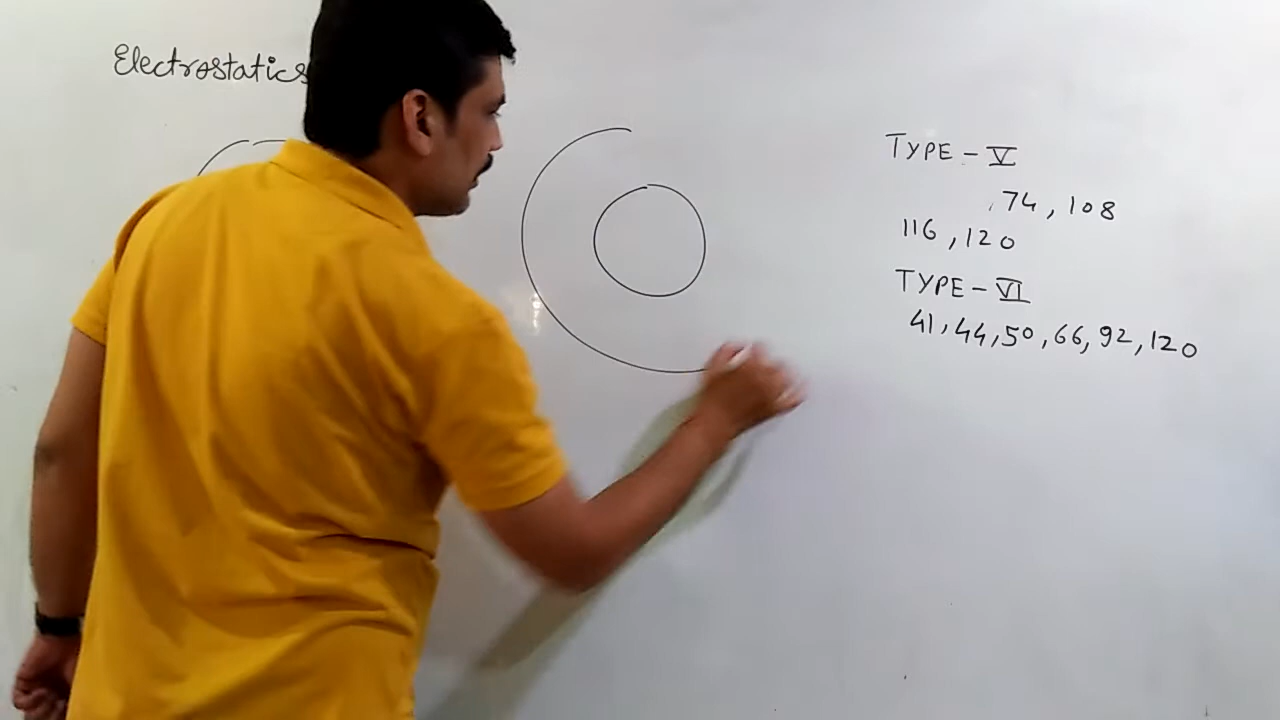 Electrostatics
TYPE - V
74, 108
116, 120
TYPE - VI
41, 44, 50, 66, 92, 120